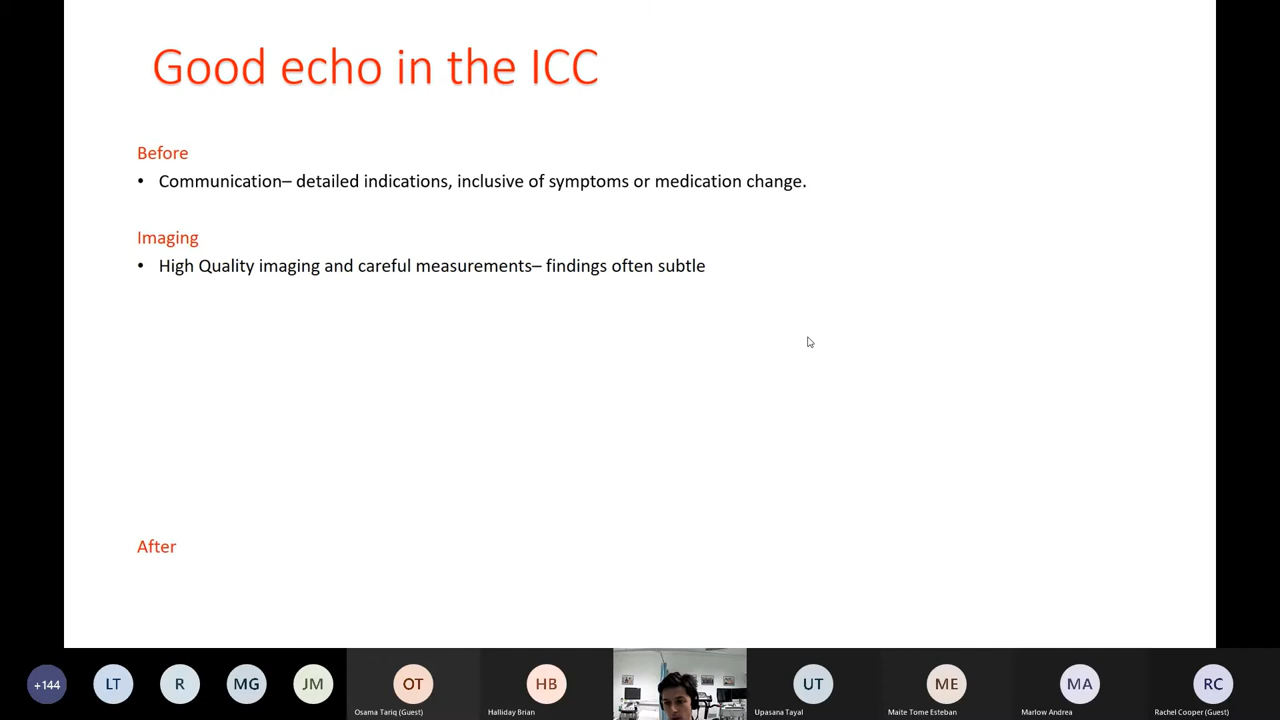 Good echo in the ICC
Before
• Communication– detailed indications, inclusive of symptoms or medication change.
Imaging
• High Quality imaging and careful measurements– findings often subtle
After
+144
LT
R
MG
JM
OT
HB
UT
ME
MA
RC
Osama Tariq (Guest)
Halliday Brian
Upasana Tayal
Maite Tome Esteban
Marlow Andrea
Rachel Cooper (Guest)